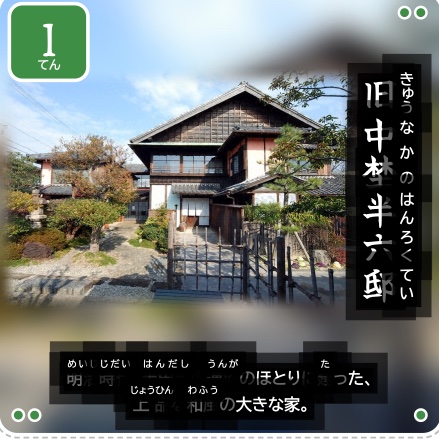 1
てん
旧中埜半六邸
きゅうなかのはんろくてい
めいじじだい はんだし うんが
のほとり った、
じょうひん わふう
上 和 の大きな家。